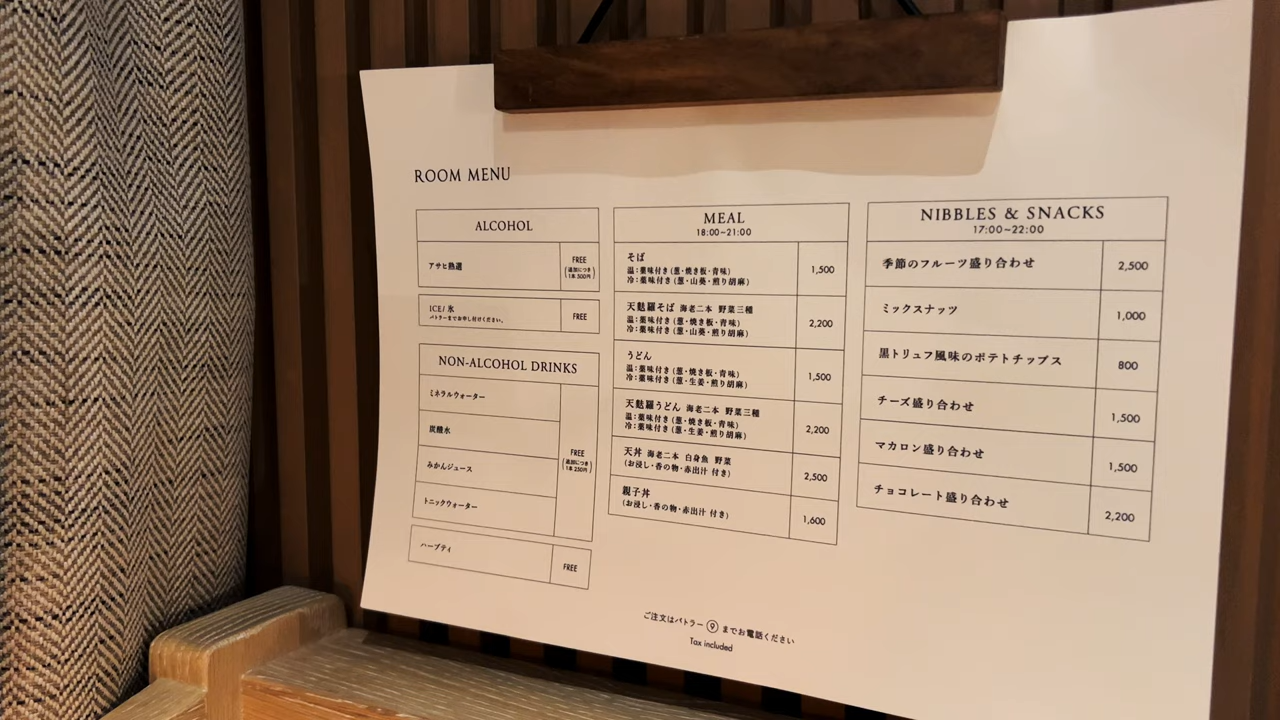 ROOM MENU
ALCOHOL
アサヒ熟選
FREE
(追加につき
1本 300円)
ICE/ 氷
バトラーまでお申し付けください。
FREE
NON-ALCOHOL DRINKS
ミネラルウォーター
炭酸水
みかんジュース
トニックウォーター
FREE
(追加につき
1本 250円)
ハーブティ
FREE
MEAL
18:00~21:00
そば
温:薬味付き (葱・焼き板・青味)
冷:薬味付き (葱・山葵・煎り胡麻)
1,500
天麩羅そば 海老二本 野菜三種
温:薬味付き (葱・焼き板・青味)
冷:薬味付き (葱・山葵・煎り胡麻)
2,200
うどん
温:薬味付き (葱・焼き板・青味)
冷:薬味付き (葱・生姜・煎り胡麻)
1,500
天麩羅うどん 海老二本 野菜三種
温:薬味付き (葱・焼き板・青味)
冷:薬味付き (葱・生姜・煎り胡麻)
2,200
天丼 海老二本 白身魚 野菜
(お浸し・香の物・赤出汁 付き)
2,500
親子丼
(お浸し・香の物・赤出汁 付き)
1,600
NIBBLES & SNACKS
17:00~22:00
季節のフルーツ盛り合わせ 2,500
ミックスナッツ 1,000
黒トリュフ風味のポテトチップス 800
チーズ盛り合わせ 1,500
マカロン盛り合わせ 1,500
チョコレート盛り合わせ 2,200
ご注文はバトラー ⑨ までお電話ください
Tax included